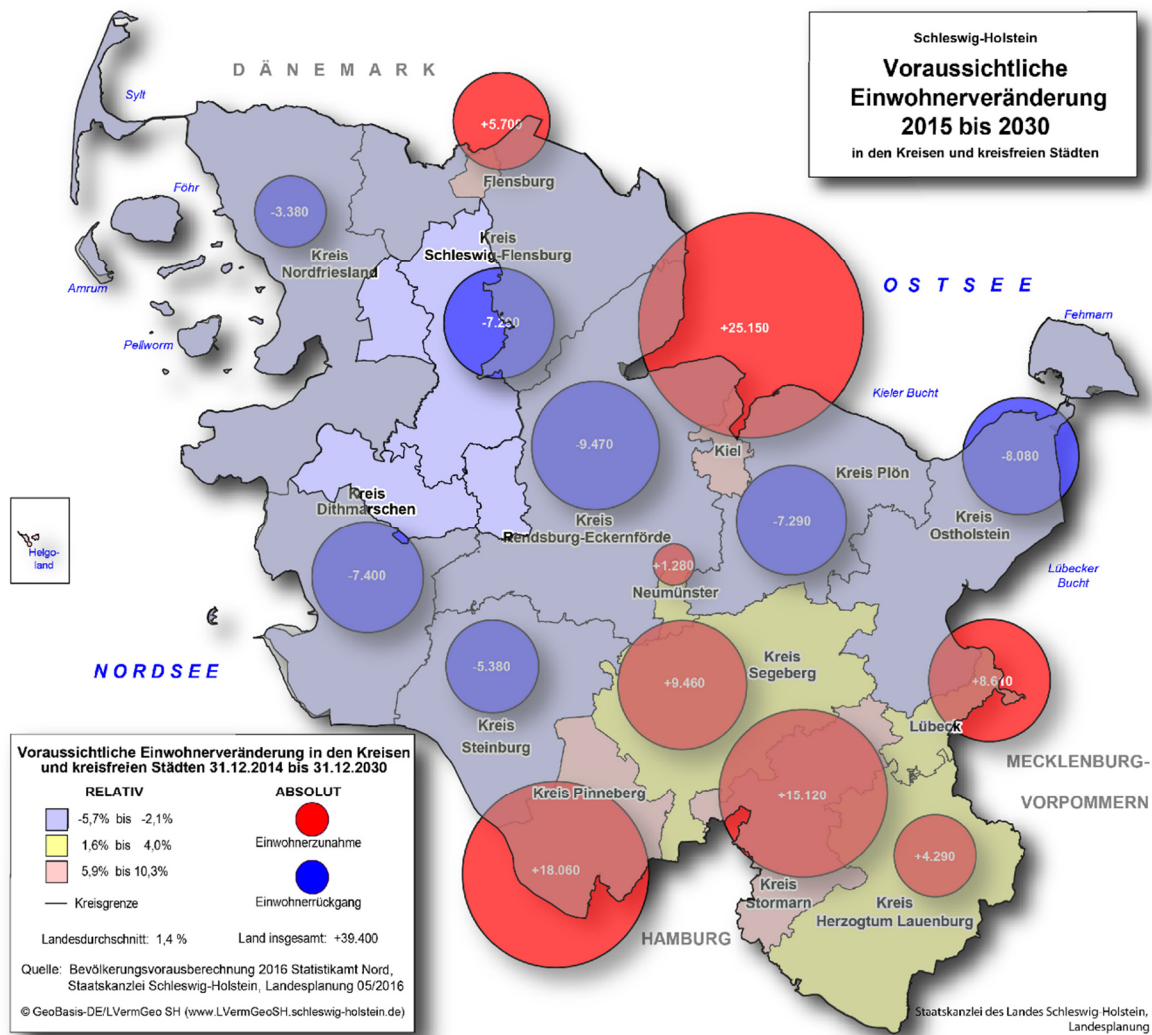 Schleswig-Holstein
Voraussichtliche
Einwohnerveränderung
2015 bis 2030
in den Kreisen und kreisfreien Städten
DÄNEMARK
Sylt
+5.700
Flensburg
Föhr
-3.380
Kreis
Nordfriesland
Kreis
Schleswig-Flensburg
OSTSEE
Amrum
Fehmarn
Pellworm
-7.290
+25.150
Kieler Bucht
-9.470
Kiel
-8.080
Kreis Plön
Kreis
Dithmarschen
Kreis
Rendsburg-Eckernförde
-7.290
Kreis
Ostholstein
Helgo-
land
-7.400
+1.280
Neumünster
Lübecker
Bucht
NORDSEE
-5.380
Kreis
Segeberg
+9.460
+8.610
Kreis
Steinburg
Lübeck
MECKLENBURG-
VORPOMMERN
Kreis Pinneberg
+15.120
+18.060
+4.290
Kreis
Stormarn
Kreis
Herzogtum Lauenburg
HAMBURG
Voraussichtliche Einwohnerveränderung in den Kreisen
und kreisfreien Städten 31.12.2014 bis 31.12.2030
RELATIV
ABSOLUT
-5,7% bis -2,1%
1,6% bis 4,0%
Einwohnerzunahme
5,9% bis 10,3%
Kreisgrenze
Einwohnerrückgang
Landesdurchschnitt: 1,4 %
Land insgesamt: +39.400
Quelle: Bevölkerungsvorausberechnung 2016 Statistikamt Nord,
Staatskanzlei Schleswig-Holstein, Landesplanung 05/2016
© GeoBasis-DE/LVermGeo SH (www.LVermGeoSH.schleswig-holstein.de)
Staatskanzlei des Landes Schleswig-Holstein,
Landesplanung